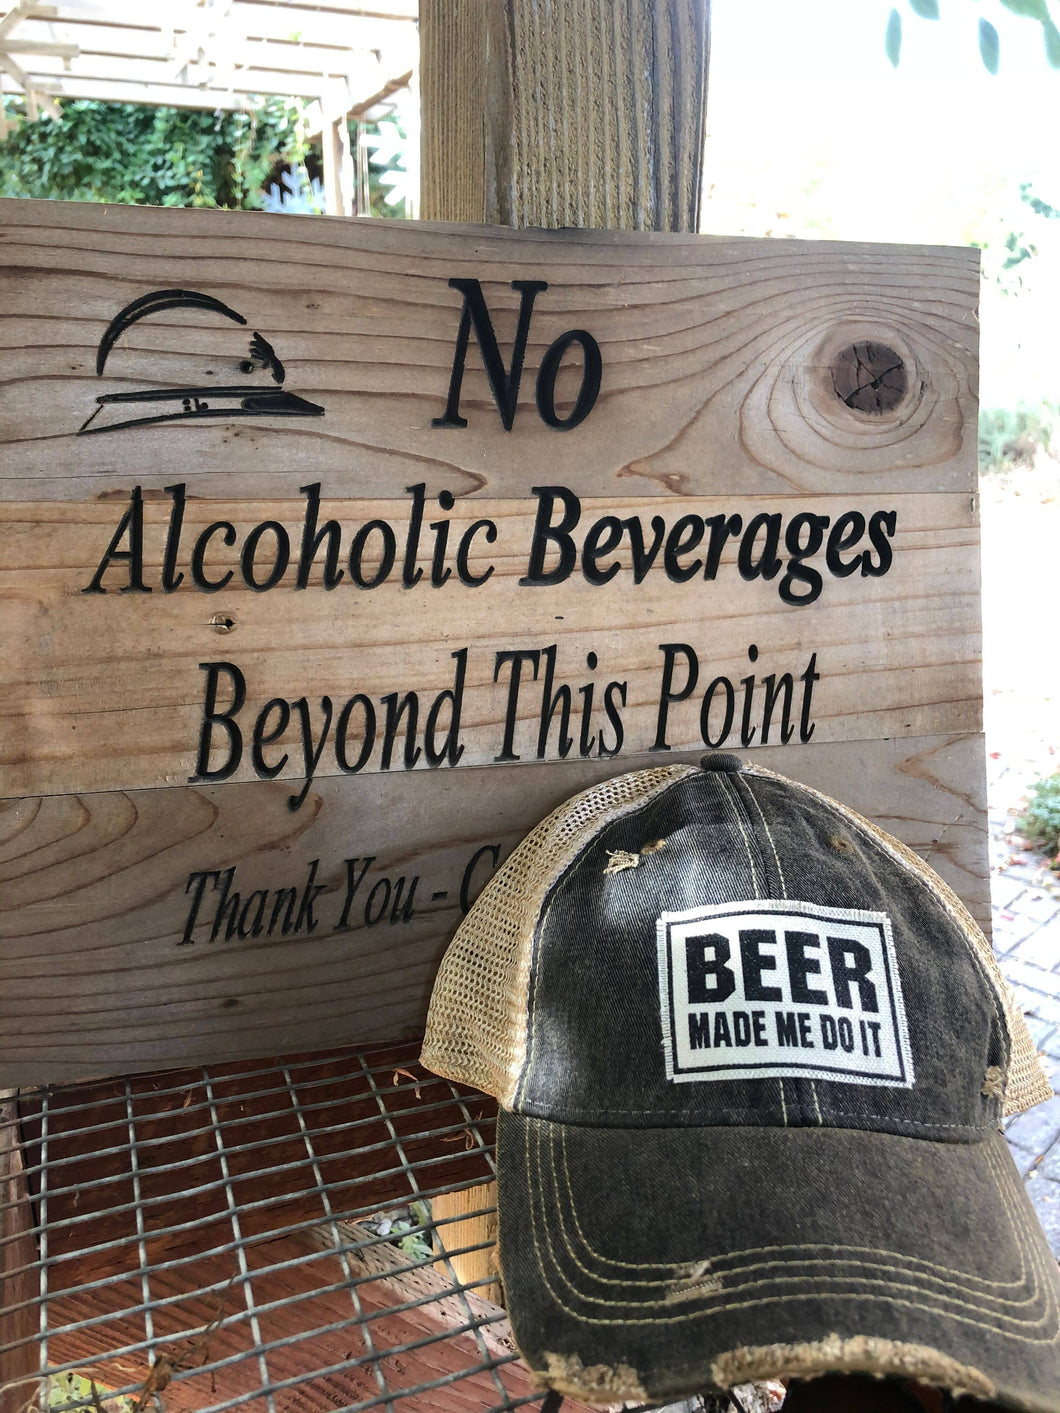 No
Alcoholic Beverages
Beyond This Point
Thank You -
BEER
MADE ME DO IT